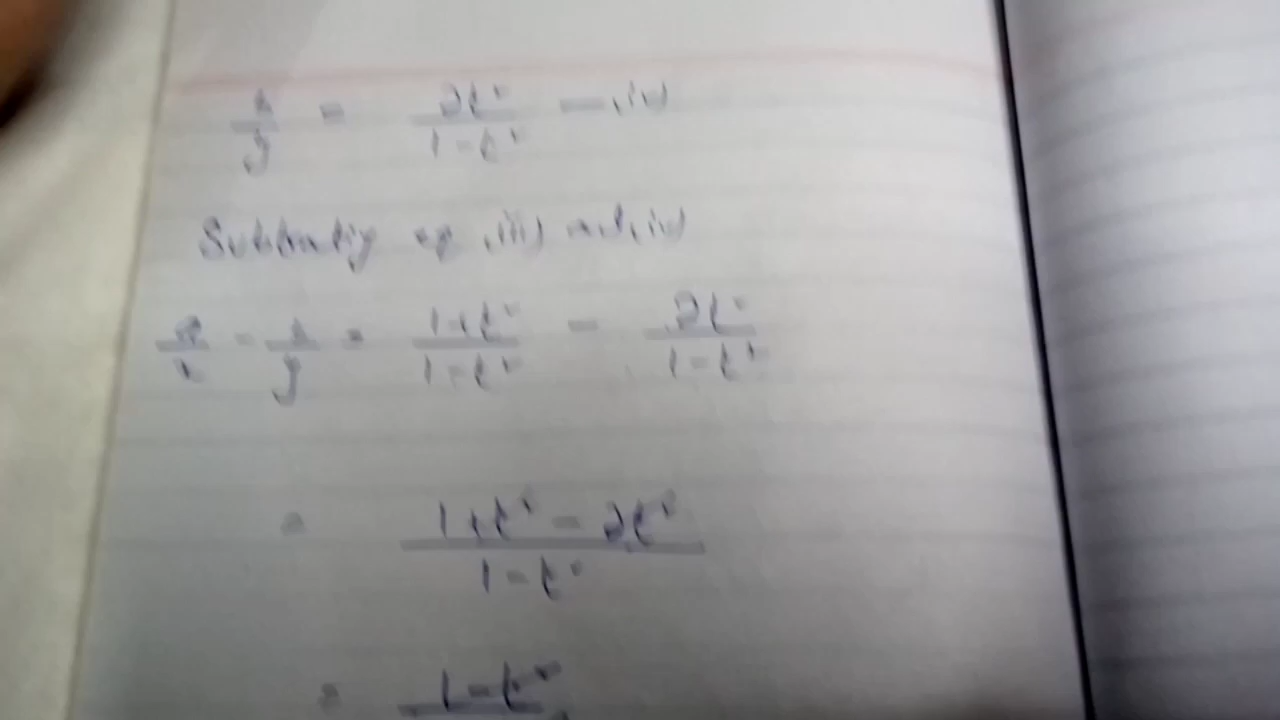 = 2t² / 1-t² — (iv)
Subtracting eq (iii) and (iv)
= 1+t² / 1-t² - 2t² / 1-t²
= 1+t² - 2t² / 1-t²
= 1-t²